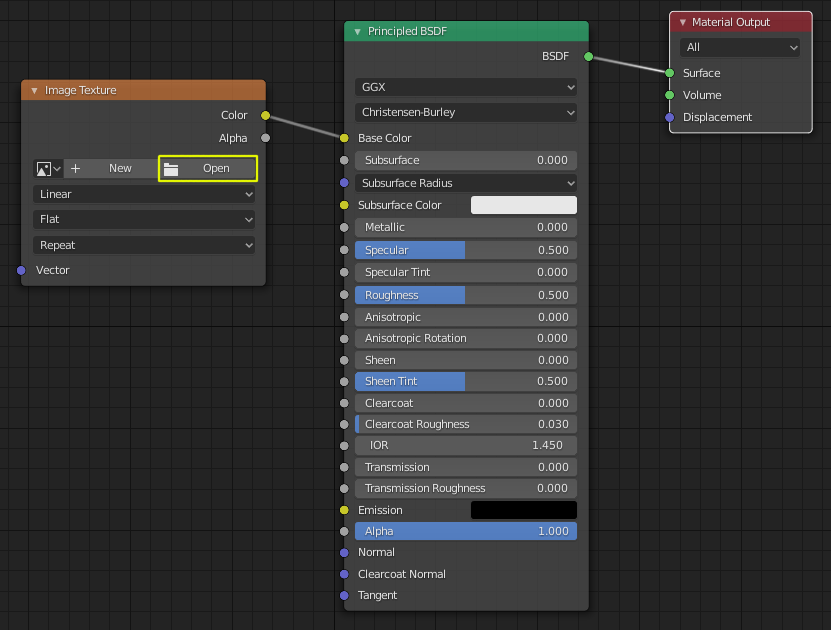 Image Texture
Color
Alpha
New
Open
Linear
Flat
Repeat
Vector
Principled BSDF
BSDF
GGX
Christensen-Burley
Base Color
Subsurface 0.000
Subsurface Radius
Subsurface Color
Metallic 0.000
Specular 0.500
Specular Tint 0.000
Roughness 0.500
Anisotropic 0.000
Anisotropic Rotation 0.000
Sheen 0.000
Sheen Tint 0.500
Clearcoat 0.000
Clearcoat Roughness 0.030
IOR 1.450
Transmission 0.000
Transmission Roughness 0.000
Emission
Alpha 1.000
Normal
Clearcoat Normal
Tangent
Material Output
All
Surface
Volume
Displacement